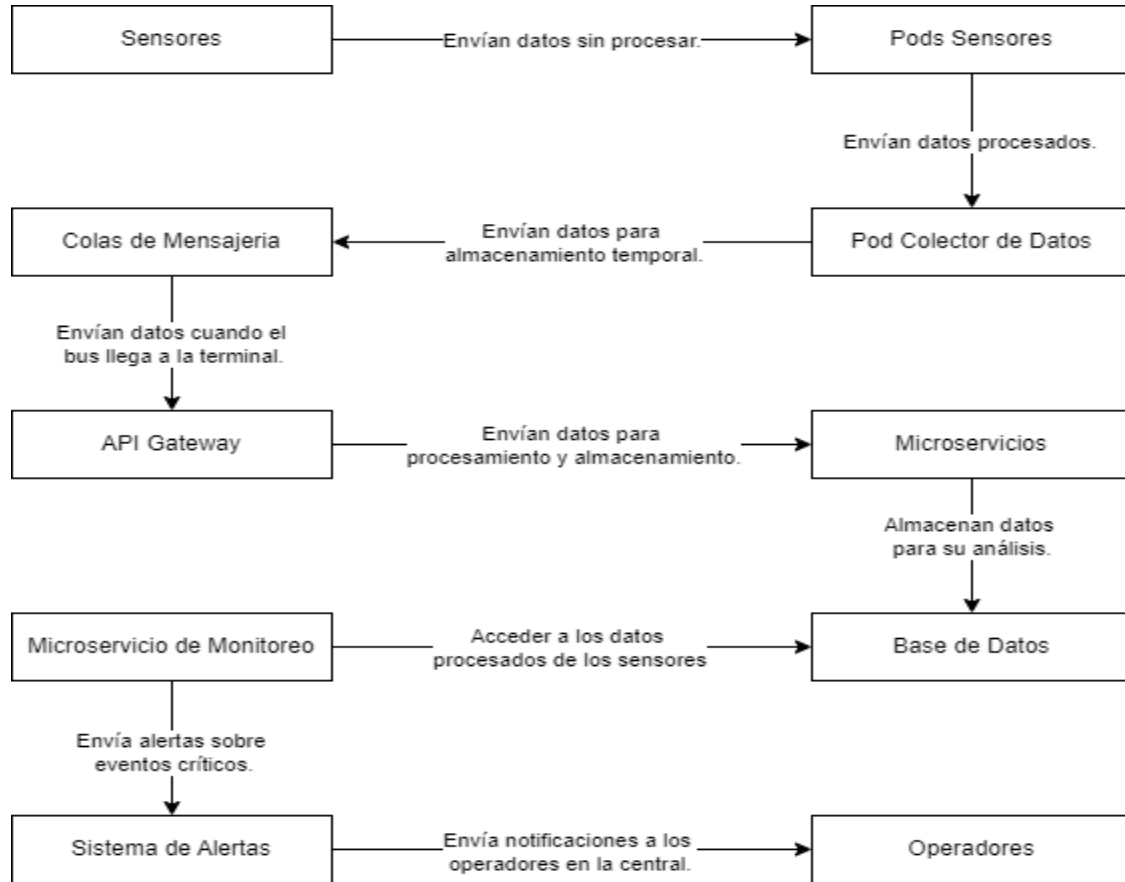 Sensores
Envían datos sin procesar.
Pods Sensores
Envían datos procesados.
Colas de Mensajeria
Envían datos para
almacenamiento temporal.
Pod Colector de Datos
Envían datos cuando el
bus llega a la terminal.
API Gateway
Envían datos para
procesamiento y almacenamiento.
Microservicios
Almacenan datos
para su análisis.
Microservicio de Monitoreo
Acceder a los datos
procesados de los sensores
Base de Datos
Envía alertas sobre
eventos críticos.
Sistema de Alertas
Envía notificaciones a los
operadores en la central.
Operadores